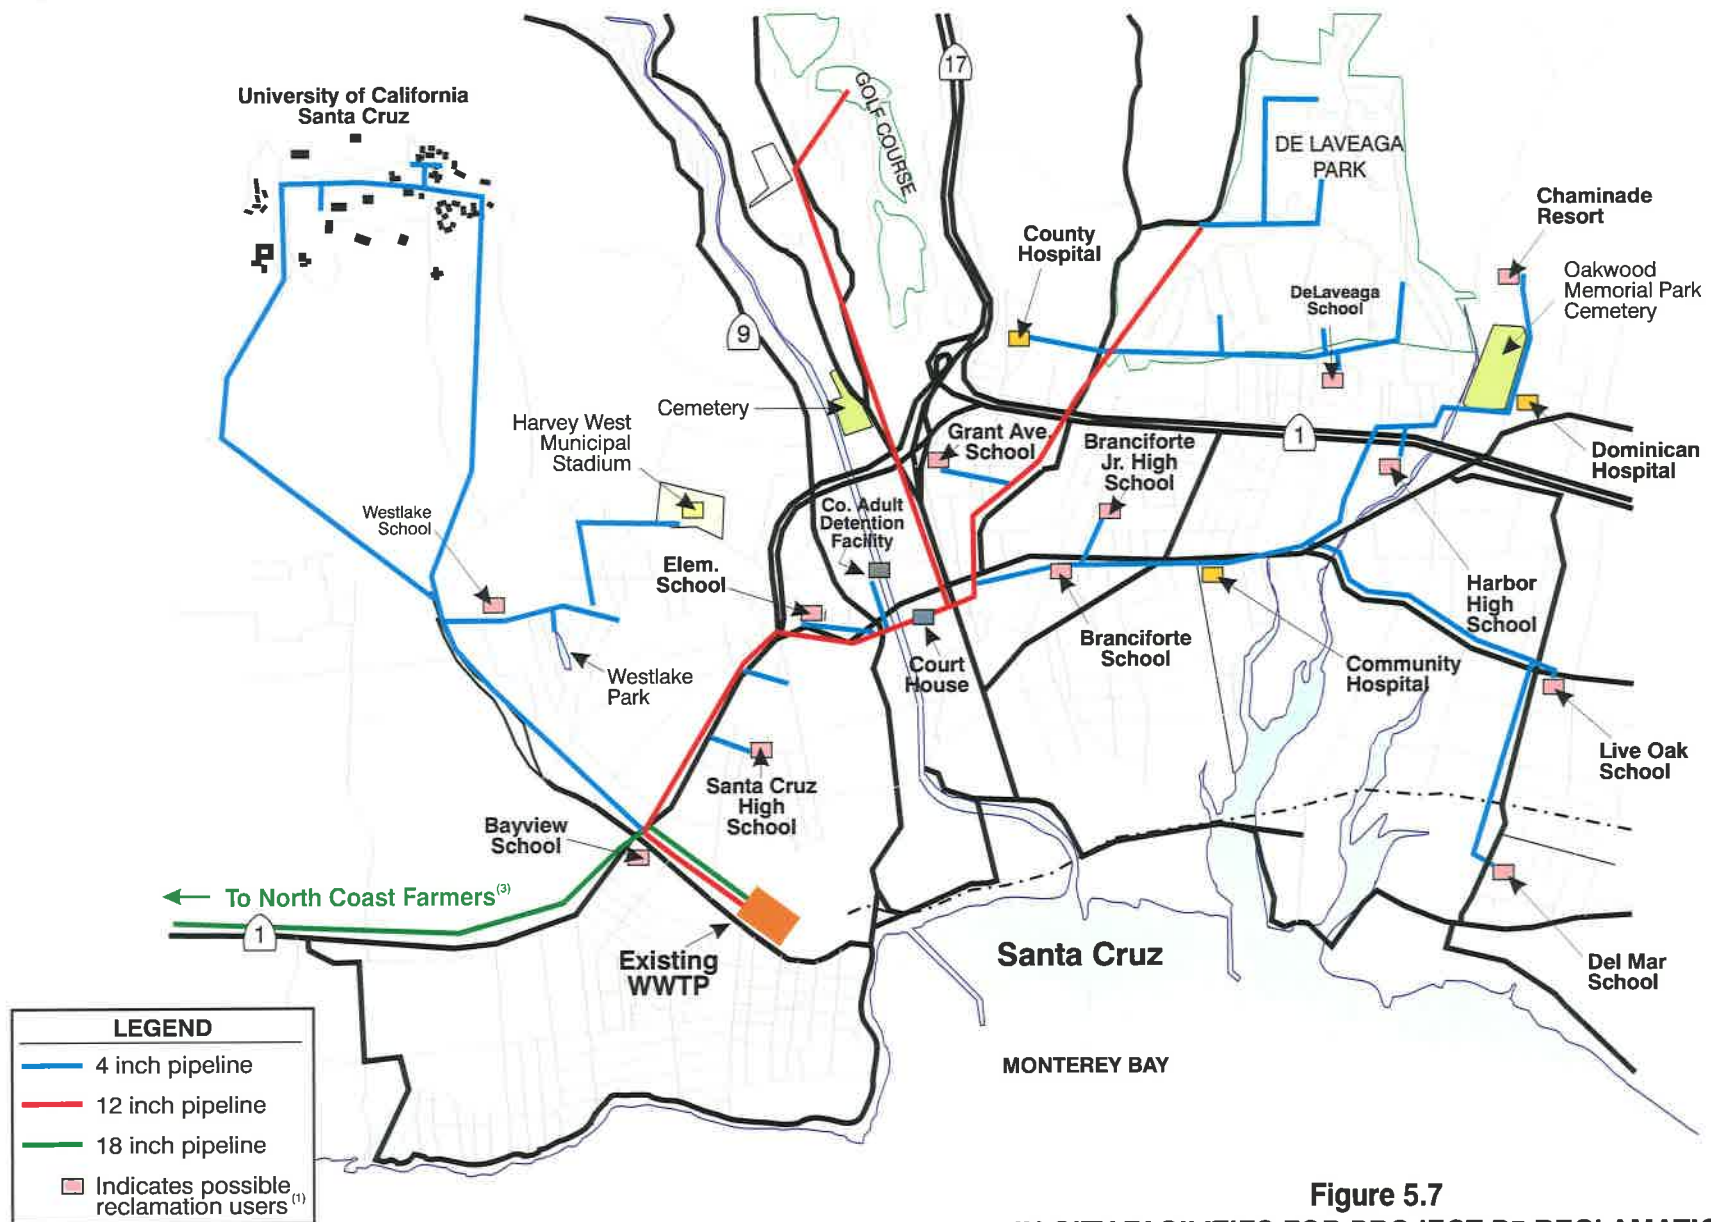 University of California
Santa Cruz
17
GOLF COURSE
DE LAVEAGA
PARK
Chaminade
Resort
County
Hospital
Oakwood
Memorial Park
Cemetery
DeLaveaga
School
9
Cemetery
Harvey West
Municipal
Stadium
Grant Ave.
School
Branciforte
Jr. High
School
1
Dominican
Hospital
Westlake
School
Co. Adult
Detention
Facility
Elem.
School
Harbor
High
School
Branciforte
School
Court
House
Community
Hospital
Westlake
Park
Live Oak
School
Santa Cruz
High
School
Bayview
School
To North Coast Farmers(3)
1
Existing
WWTP
Santa Cruz
Del Mar
School
MONTEREY BAY
LEGEND
4 inch pipeline
12 inch pipeline
18 inch pipeline
Indicates possible
reclamation users(1)
Figure 5.7